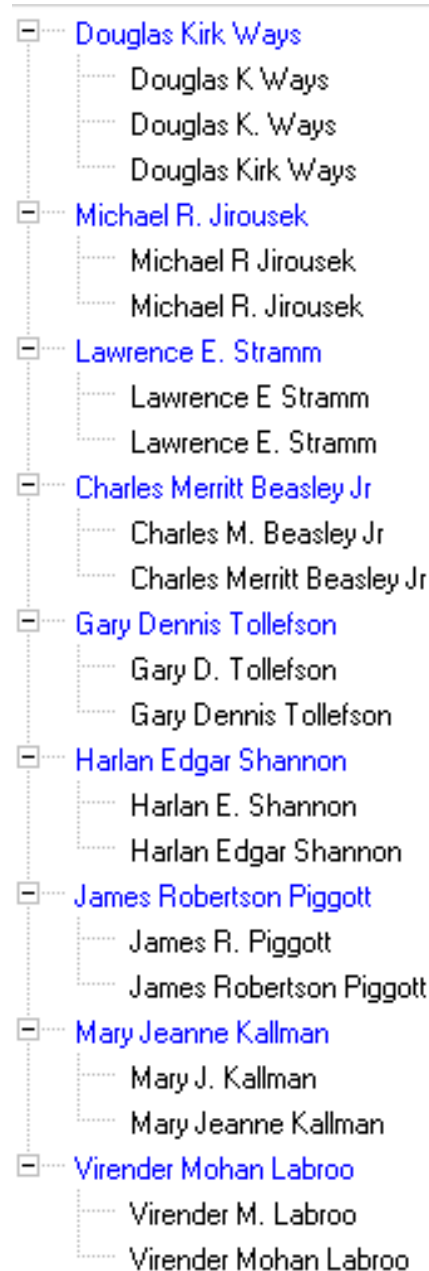 Douglas Kirk Ways
Douglas K Ways
Douglas K. Ways
Douglas Kirk Ways
Michael R. Jirousek
Michael R Jirousek
Michael R. Jirousek
Lawrence E. Stramm
Lawrence E Stramm
Lawrence E. Stramm
Charles Merritt Beasley Jr
Charles M. Beasley Jr
Charles Merritt Beasley Jr
Gary Dennis Tollefson
Gary D. Tollefson
Gary Dennis Tollefson
Harlan Edgar Shannon
Harlan E. Shannon
Harlan Edgar Shannon
James Robertson Piggott
James R. Piggott
James Robertson Piggott
Mary Jeanne Kallman
Mary J. Kallman
Mary Jeanne Kallman
Virender Mohan Labroo
Virender M. Labroo
Virender Mohan Labroo